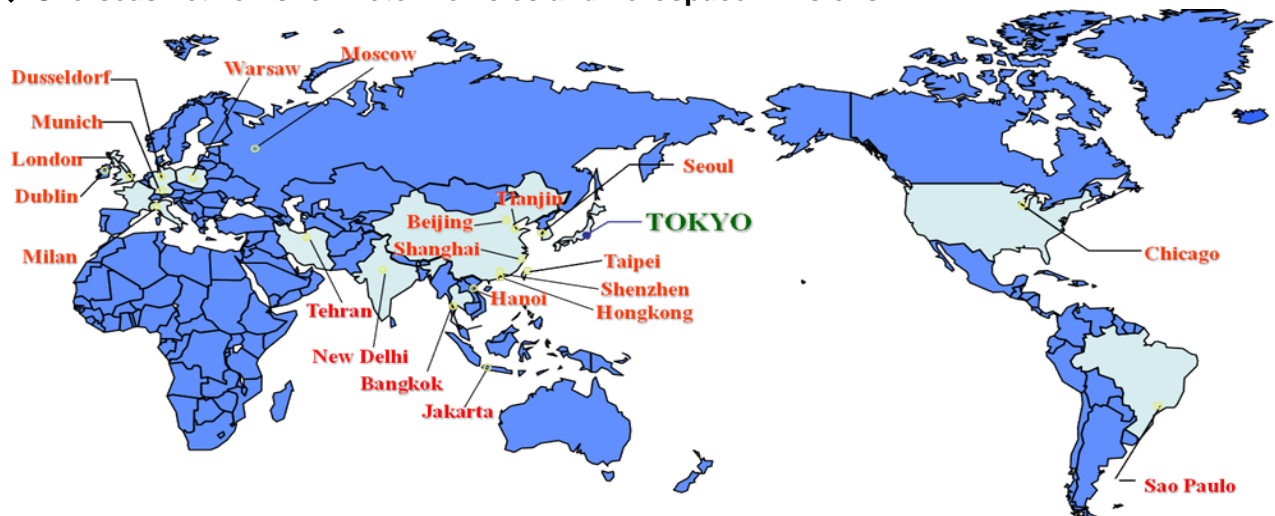 Moscow
Warsaw
Dusseldorf
Munich
London
Dublin
Milan
Seoul
Tianjin
Beijing
TOKYO
Shanghai
Taipei
Shenzhen
Hanoi
Hongkong
Tehran
New Delhi
Bangkok
Jakarta
Chicago
Sao Paulo